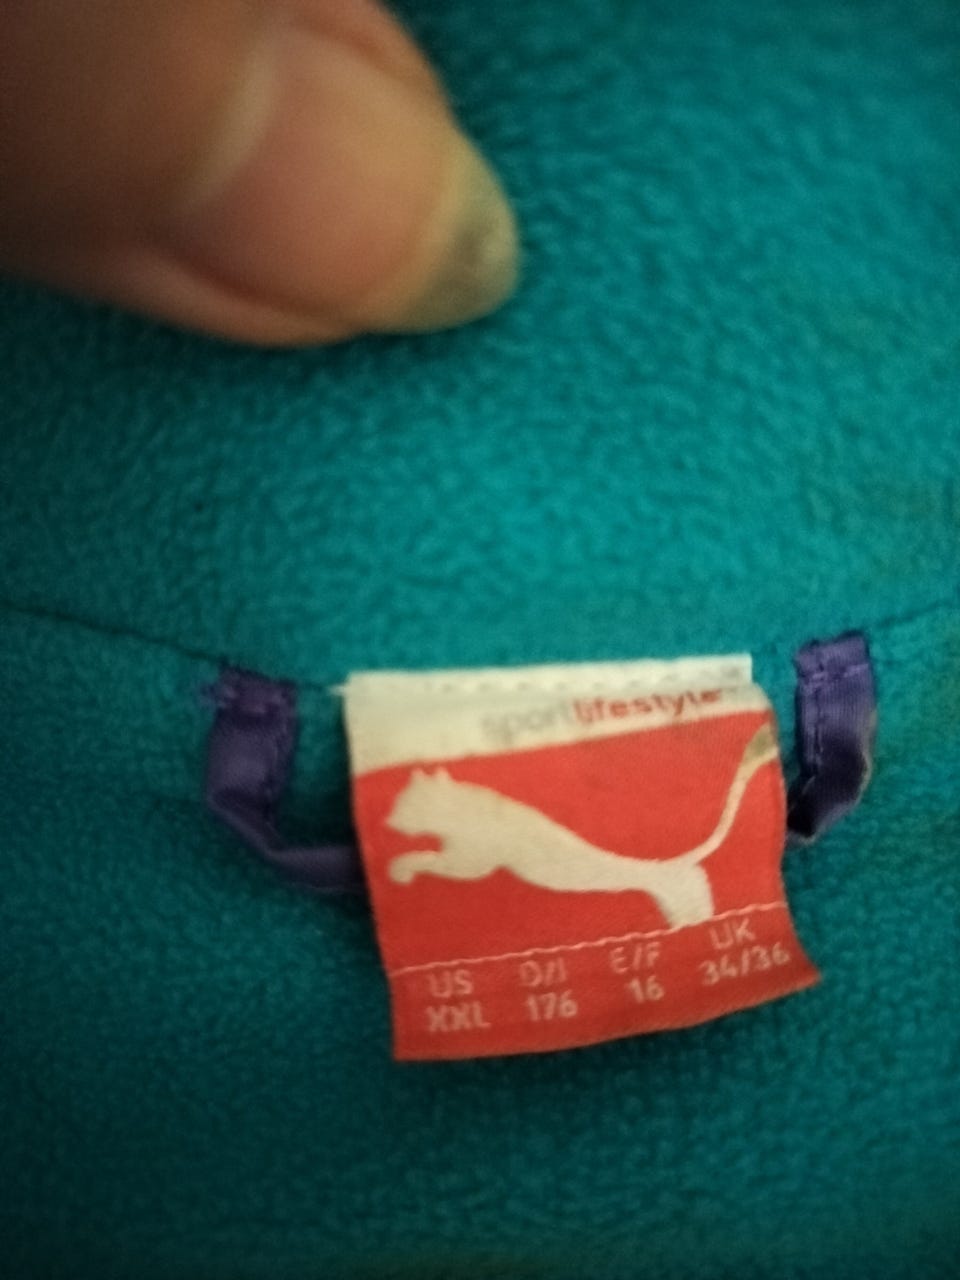 sportlifestyle
US D/I E/F UK
XXL 176 16 34/36